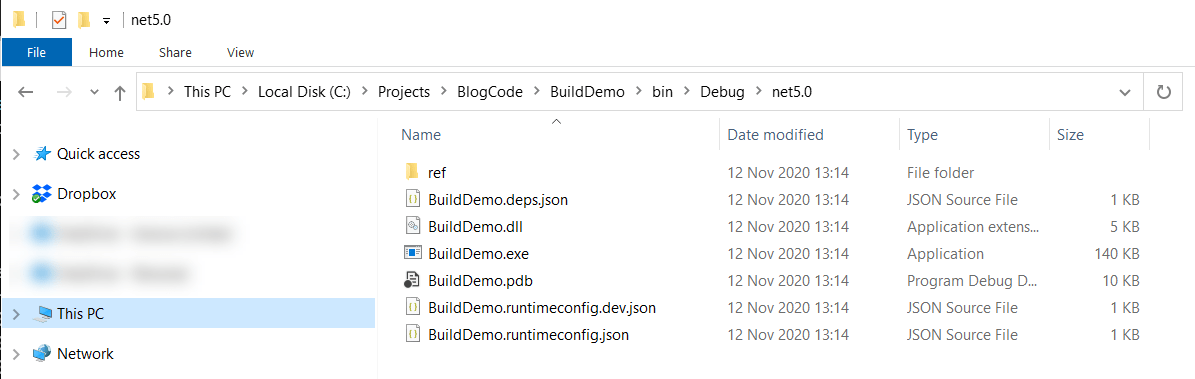 net5.0
File Home Share View
This PC Local Disk (C:) Projects BlogCode BuildDemo bin Debug net5.0
Quick access
Dropbox
This PC
Network
Name Date modified Type Size
ref 12 Nov 2020 13:14 File folder
BuildDemo.deps.json 12 Nov 2020 13:14 JSON Source File 1 KB
BuildDemo.dll 12 Nov 2020 13:14 Application extens... 5 KB
BuildDemo.exe 12 Nov 2020 13:14 Application 140 KB
BuildDemo.pdb 12 Nov 2020 13:14 Program Debug D... 10 KB
BuildDemo.runtimeconfig.dev.json 12 Nov 2020 13:14 JSON Source File 1 KB
BuildDemo.runtimeconfig.json 12 Nov 2020 13:14 JSON Source File 1 KB